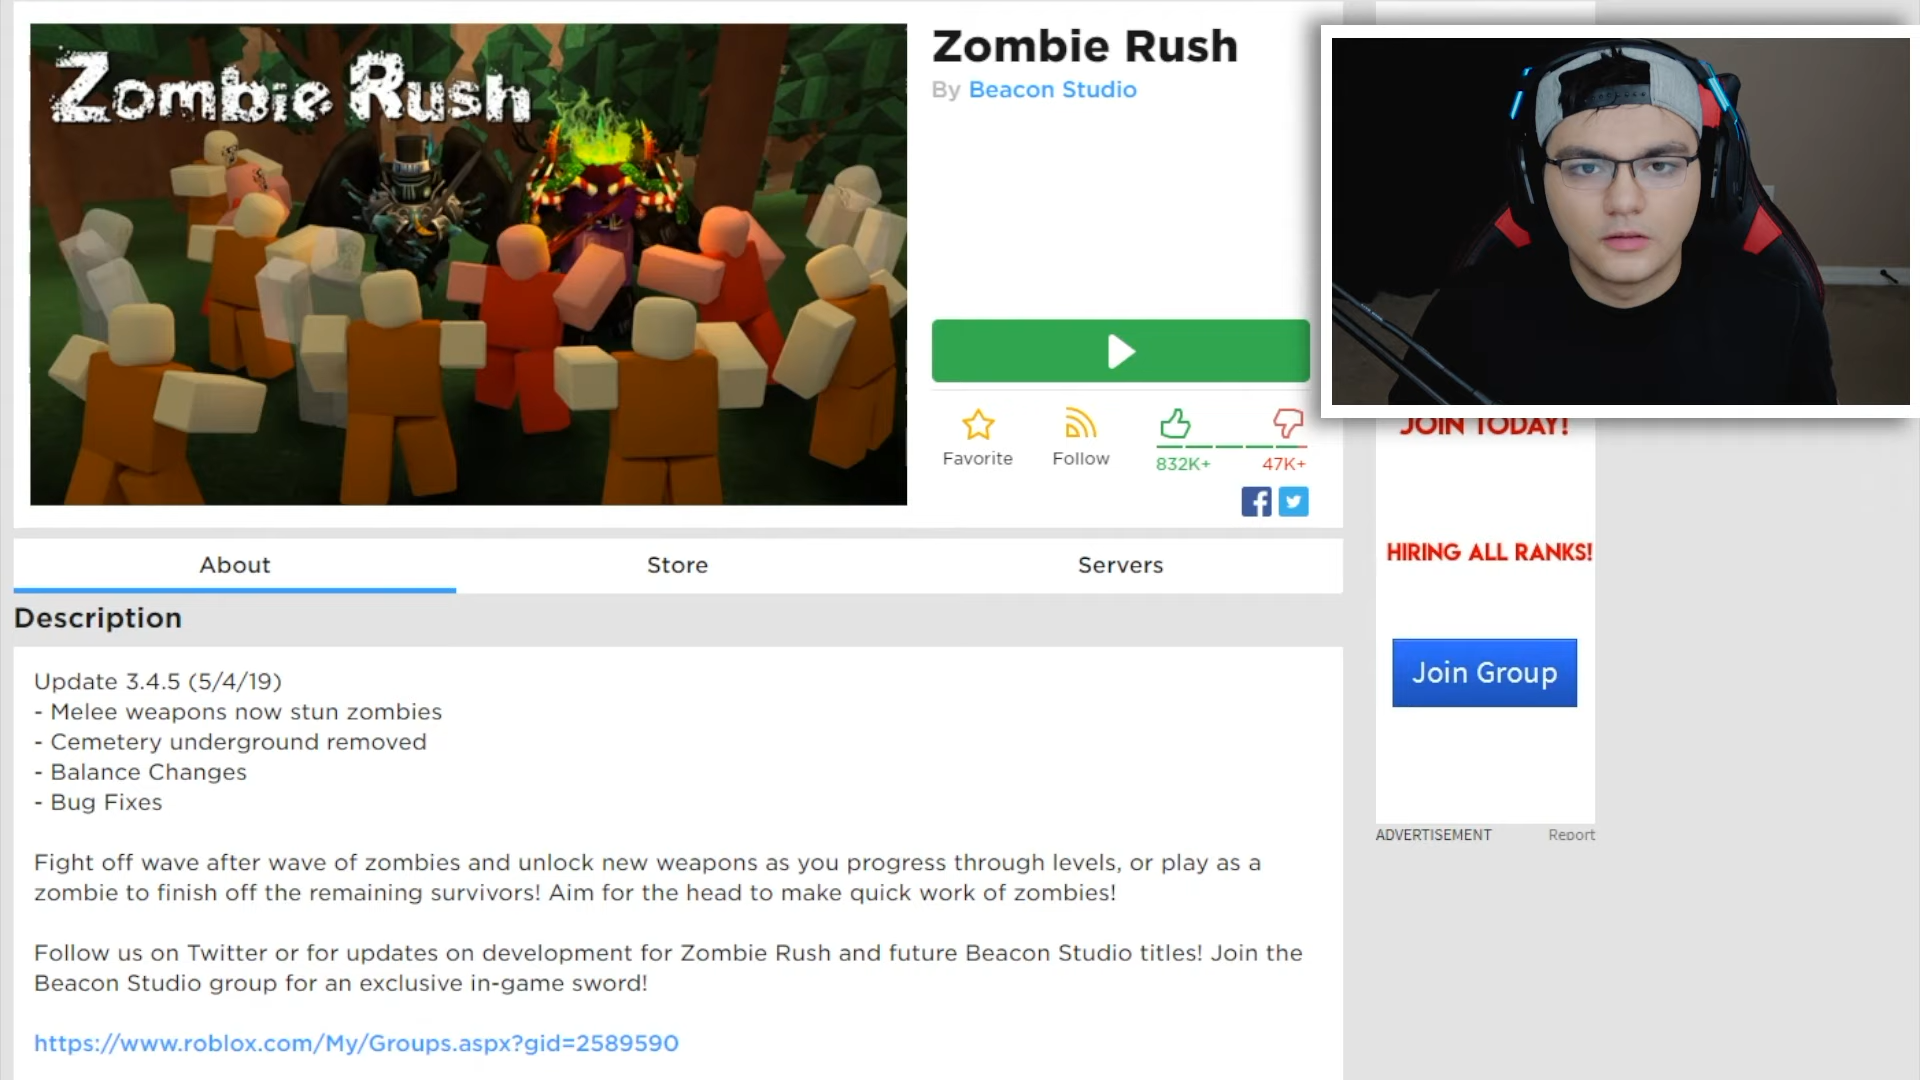 Zombie Rush
Zombie Rush
By Beacon Studio
Favorite
Follow
832K+
47K+
JOIN TODAY!
HIRING ALL RANKS!
Join Group
ADVERTISEMENT
Report
About
Store
Servers
Description
Update 3.4.5 (5/4/19)
- Melee weapons now stun zombies
- Cemetery underground removed
- Balance Changes
- Bug Fixes
Fight off wave after wave of zombies and unlock new weapons as you progress through levels, or play as a
zombie to finish off the remaining survivors! Aim for the head to make quick work of zombies!
Follow us on Twitter or for updates on development for Zombie Rush and future Beacon Studio titles! Join the
Beacon Studio group for an exclusive in-game sword!
https://www.roblox.com/My/Groups.aspx?gid=2589590